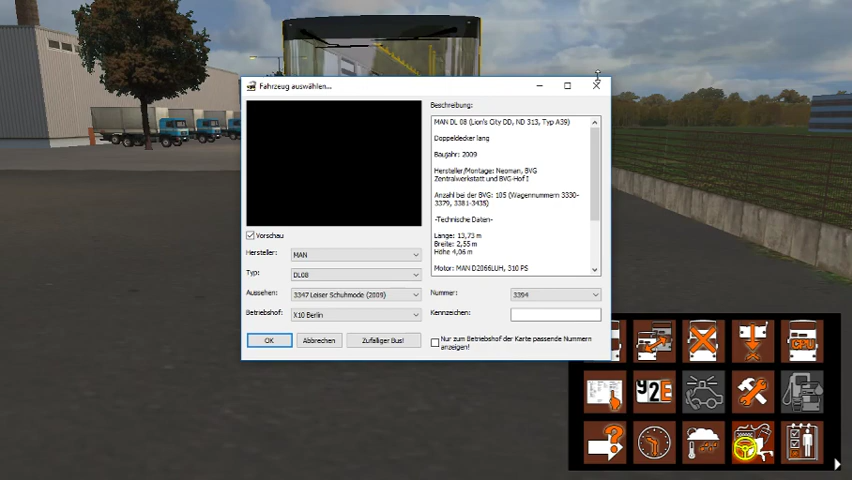 Fahrzeug auswählen...
Beschreibung:
MAN DL 08 (Lion's City DD, ND 313, Typ A39)
Doppeldecker lang
Baujahr: 2009
Hersteller/Montage: Neoman, BVG
Zentralwerkstatt und BVG-Hof I
Anzahl bei der BVG: 105 (Wagennummern 3330-
3379, 3381-3435)
-Technische Daten-
Länge: 13,73 m
Breite: 2,55 m
Höhe 4,06 m
Motor: MAN D2066LUH, 310 PS
Vorschau
Hersteller:
MAN
Typ:
DL08
Aussehen:
3347 Leiser Schuhmode (2009)
Nummer:
3394
Betriebshof:
X10 Berlin
Kennzeichen:
OK
Abbrechen
Zufälliger Bus!
Nur zum Betriebshof der Karte passende Nummern
anzeigen!
CPU
92E